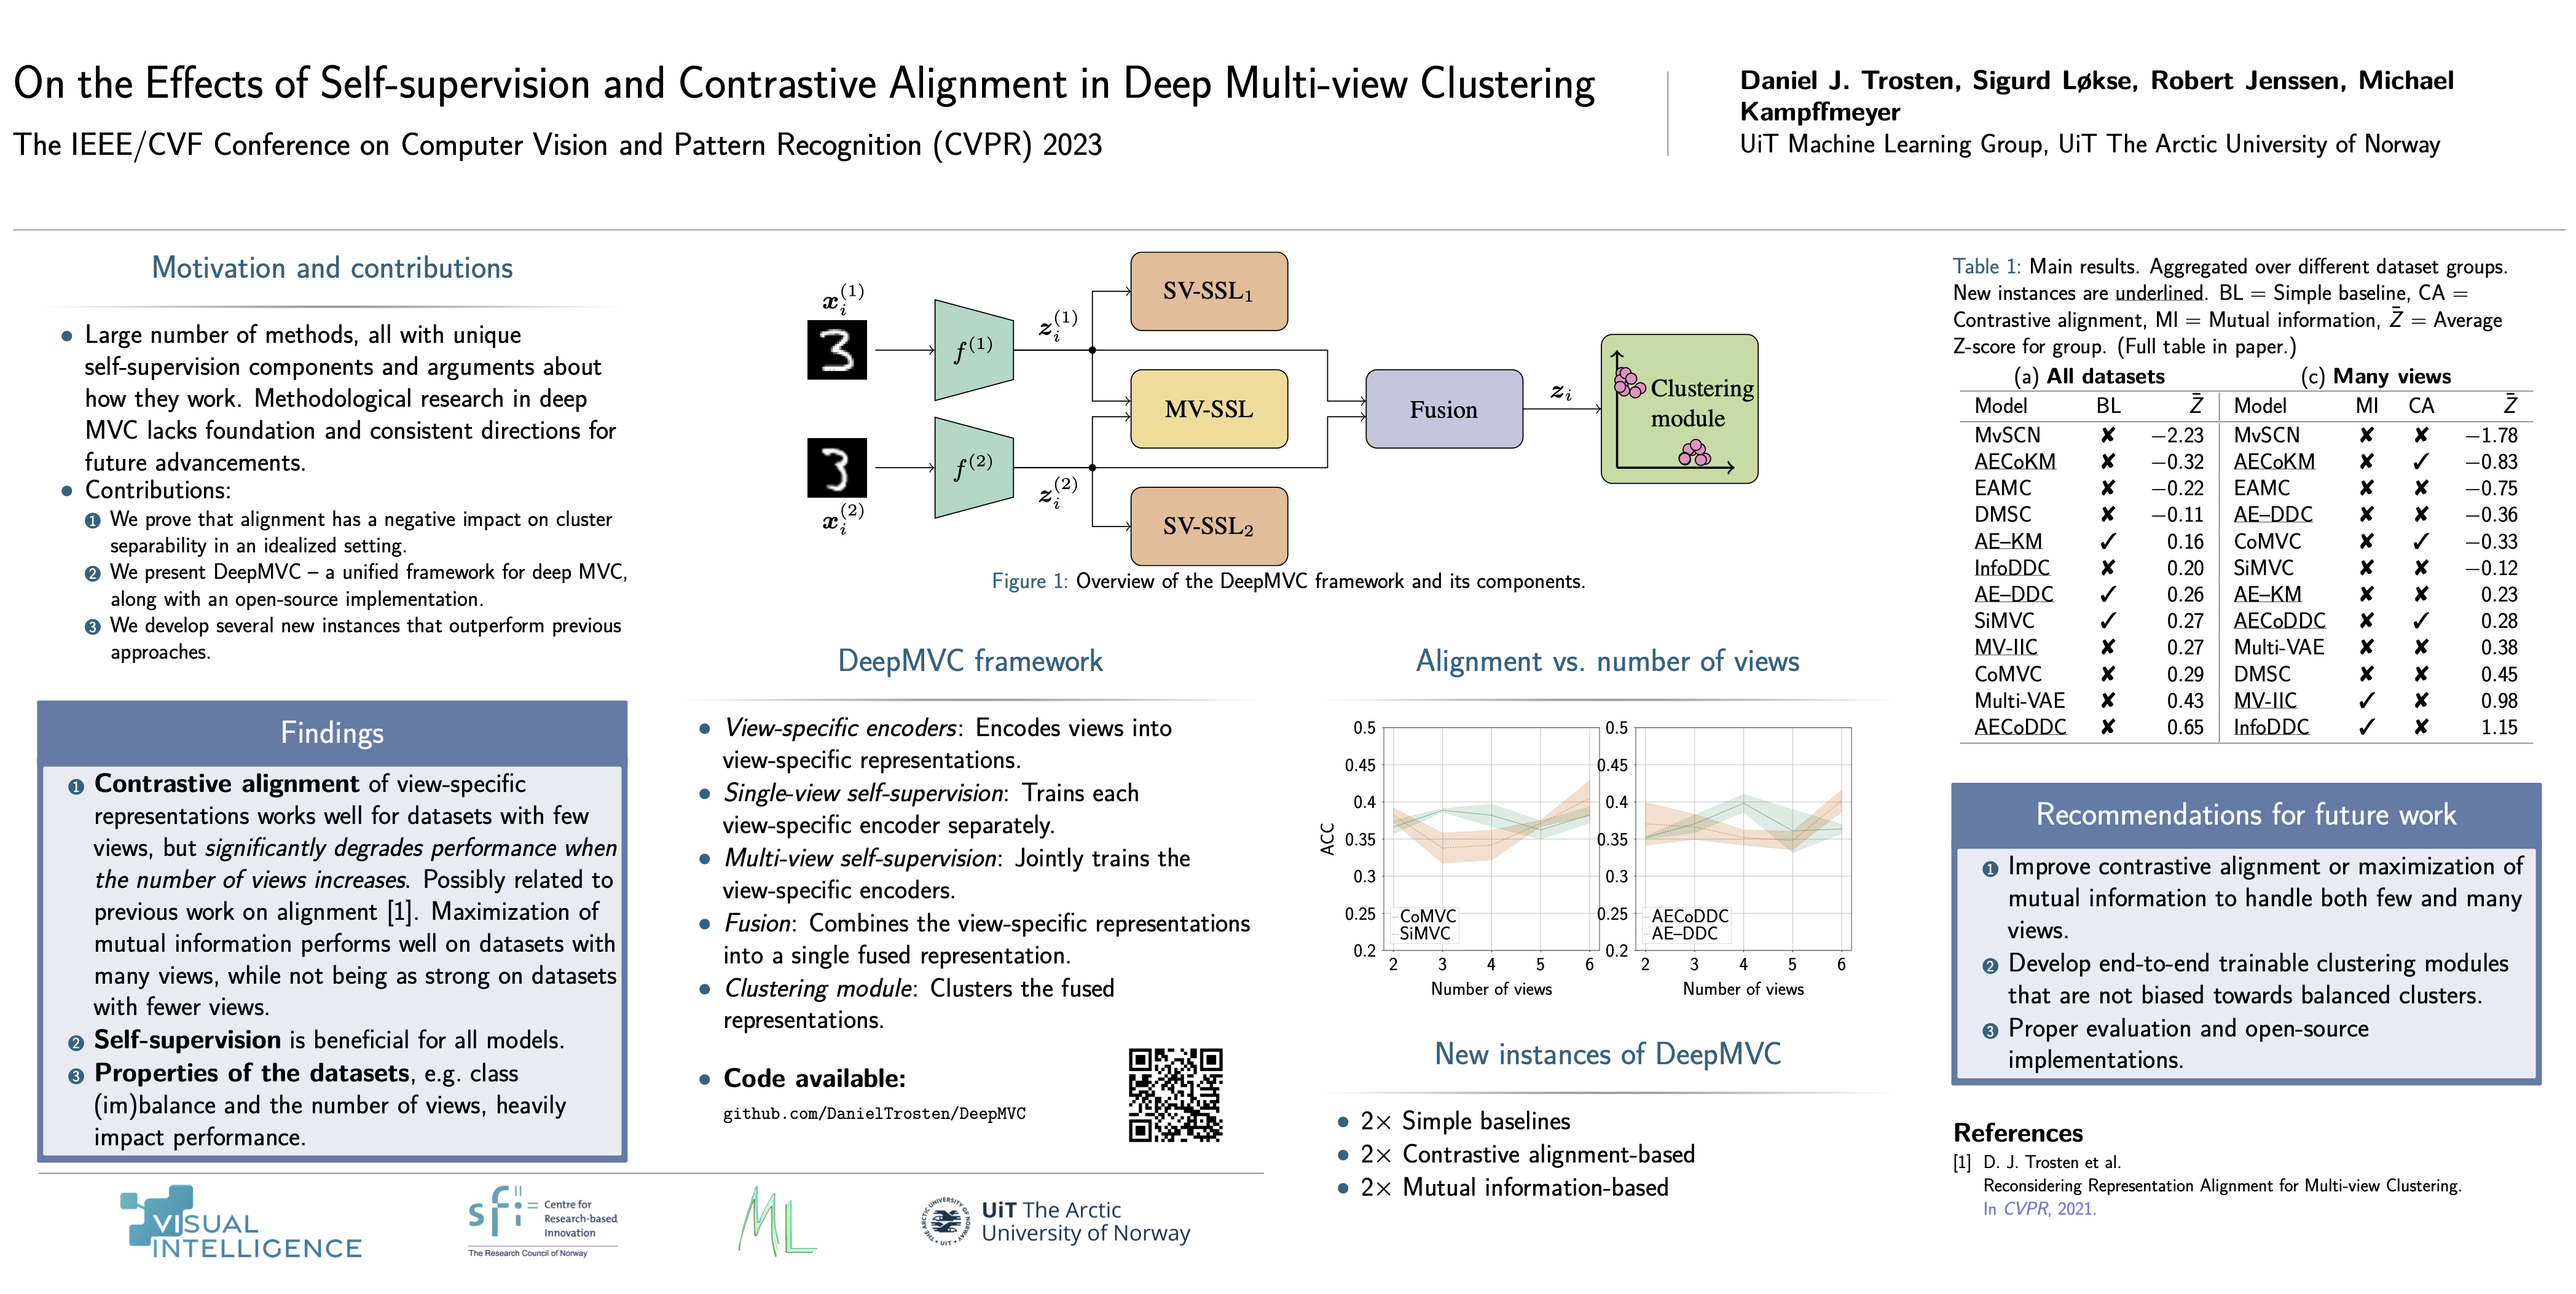 On the Effects of Self-supervision and Contrastive Alignment in Deep Multi-view Clustering
The IEEE/CVF Conference on Computer Vision and Pattern Recognition (CVPR) 2023
Daniel J. Trosten, Sigurd Løkse, Robert Jenssen, Michael
Kampffmeyer
UiT Machine Learning Group, UiT The Arctic University of Norway
Motivation and contributions
• Large number of methods, all with unique
self-supervision components and arguments about
how they work. Methodological research in deep
MVC lacks foundation and consistent directions for
future advancements.
• Contributions:
1 We prove that alignment has a negative impact on cluster
separability in an idealized setting.
2 We present DeepMVC – a unified framework for deep MVC,
along with an open-source implementation.
3 We develop several new instances that outperform previous
approaches.
Findings
1 Contrastive alignment of view-specific
representations works well for datasets with few
views, but significantly degrades performance when
the number of views increases. Possibly related to
previous work on alignment [1]. Maximization of
mutual information performs well on datasets with
many views, while not being as strong on datasets
with fewer views.
2 Self-supervision is beneficial for all models.
3 Properties of the datasets, e.g. class
(im)balance and the number of views, heavily
impact performance.
x_i^(1)
3
f^(1)
z_i^(1)
SV-SSL₁
MV-SSL
Fusion
z_i
Clustering
module
3
x_i^(2)
f^(2)
z_i^(2)
SV-SSL₂
Figure 1: Overview of the DeepMVC framework and its components.
DeepMVC framework
• View-specific encoders: Encodes views into
view-specific representations.
• Single-view self-supervision: Trains each
view-specific encoder separately.
• Multi-view self-supervision: Jointly trains the
view-specific encoders.
• Fusion: Combines the view-specific representations
into a single fused representation.
• Clustering module: Clusters the fused
representations.
• Code available:
github.com/DanielTrosten/DeepMVC
Alignment vs. number of views
ACC
0.5
0.45
0.4
0.35
0.3
0.25
0.2
CoMVC
SiMVC
2 3 4 5 6
Number of views
0.5
0.45
0.4
0.35
0.3
0.25
0.2
AECoDDC
AE–DDC
2 3 4 5 6
Number of views
New instances of DeepMVC
• 2× Simple baselines
• 2× Contrastive alignment-based
• 2× Mutual information-based
Table 1: Main results. Aggregated over different dataset groups.
New instances are underlined. BL = Simple baseline, CA =
Contrastive alignment, MI = Mutual information, Z̄ = Average
Z-score for group. (Full table in paper.)
(a) All datasets (c) Many views
Model BL Z̄ Model MI CA Z̄
MvSCN ✘ −2.23 MvSCN ✘ ✘ −1.78
AECoKM ✘ −0.32 AECoKM ✘ ✓ −0.83
EAMC ✘ −0.22 EAMC ✘ ✘ −0.75
DMSC ✘ −0.11 AE–DDC ✘ ✘ −0.36
AE–KM ✓ 0.16 CoMVC ✘ ✓ −0.33
InfoDDC ✘ 0.20 SiMVC ✘ ✘ −0.12
AE–DDC ✓ 0.26 AE–KM ✘ ✘ 0.23
SiMVC ✓ 0.27 AECoDDC ✘ ✓ 0.28
MV-IIC ✘ 0.27 Multi-VAE ✘ ✘ 0.38
CoMVC ✘ 0.29 DMSC ✘ ✘ 0.45
Multi-VAE ✘ 0.43 MV-IIC ✓ ✘ 0.98
AECoDDC ✘ 0.65 InfoDDC ✓ ✘ 1.15
Recommendations for future work
1 Improve contrastive alignment or maximization of
mutual information to handle both few and many
views.
2 Develop end-to-end trainable clustering modules
that are not biased towards balanced clusters.
3 Proper evaluation and open-source
implementations.
References
[1] D. J. Trosten et al.
Reconsidering Representation Alignment for Multi-view Clustering.
In CVPR, 2021.
VISUAL
INTELLIGENCE
sfi
Centre for
Research-based
Innovation
The Research Council of Norway
ML
THE ARCTIC UNIVERSITY OF NORWAY • UiT •
UiT The Arctic
University of Norway